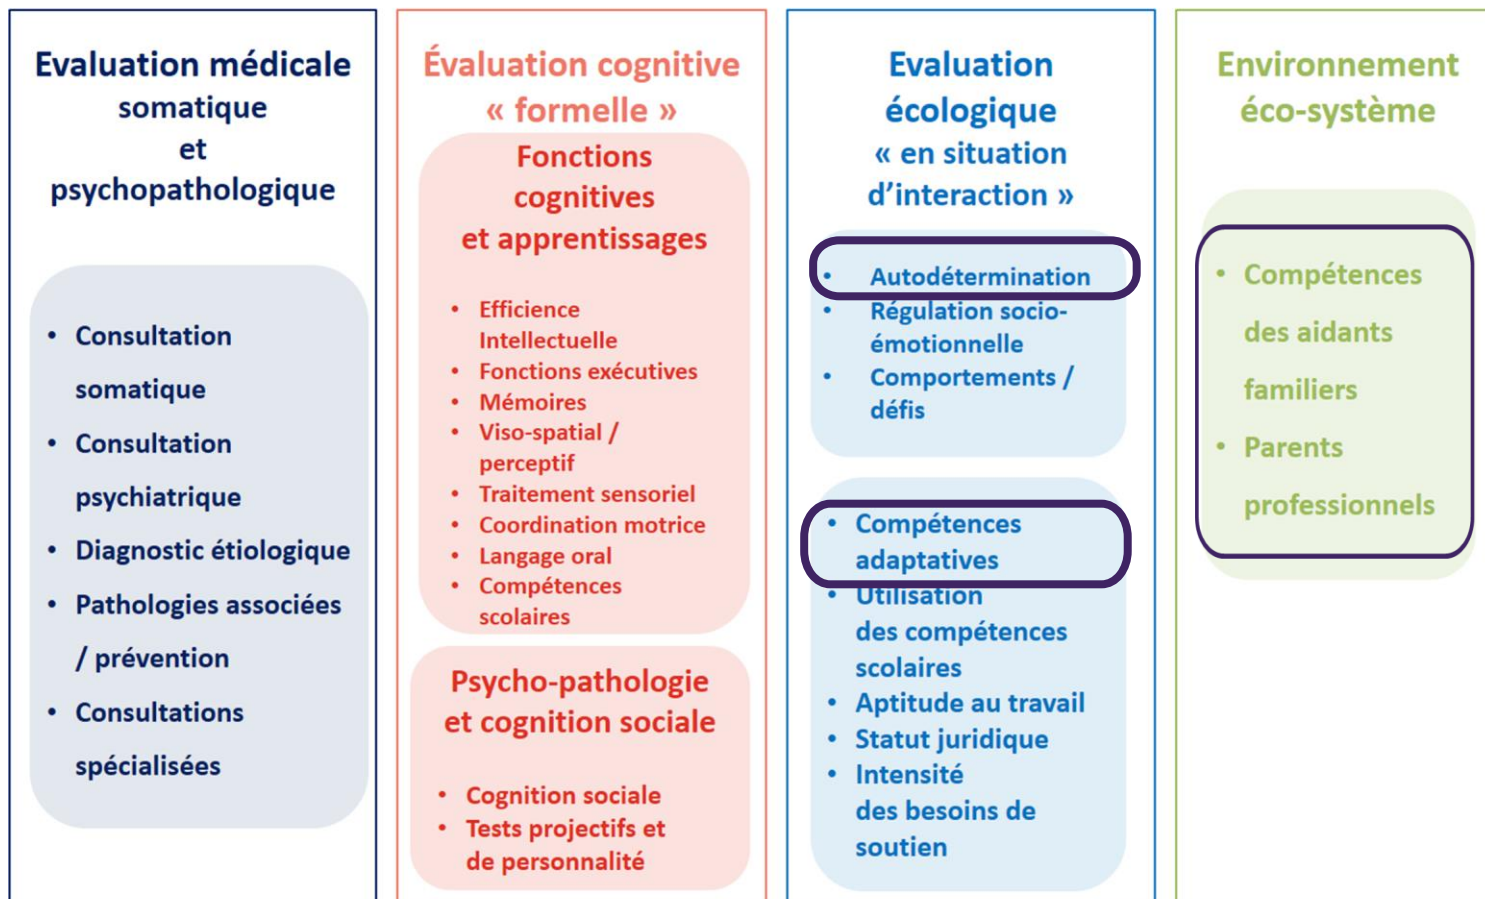 Evaluation médicale
somatique
et
psychopathologique
• Consultation
somatique
• Consultation
psychiatrique
• Diagnostic étiologique
• Pathologies associées
/ prévention
• Consultations
spécialisées
Évaluation cognitive
« formelle »
Fonctions
cognitives
et apprentissages
• Efficience
Intellectuelle
• Fonctions exécutives
• Mémoires
• Viso-spatial /
perceptif
• Traitement sensoriel
• Coordination motrice
• Langage oral
• Compétences
scolaires
Psycho-pathologie
et cognition sociale
• Cognition sociale
• Tests projectifs et
de personnalité
Evaluation
écologique
« en situation
d’interaction »
• Autodétermination
• Régulation socio-
émotionnelle
• Comportements /
défis
• Compétences
adaptatives
• Utilisation
des compétences
scolaires
• Aptitude au travail
• Statut juridique
• Intensité
des besoins de
soutien
Environnement
éco-système
• Compétences
des aidants
familiers
• Parents
professionnels